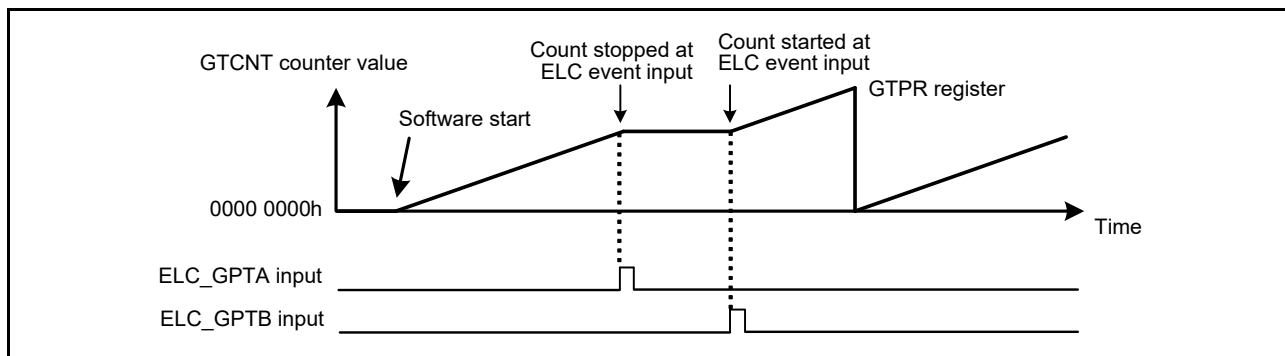 Count stopped at
ELC event input
Count started at
ELC event input
GTCNT counter value
GTPR register
Software start
0000 0000h
Time
ELC_GPTA input
ELC_GPTB input